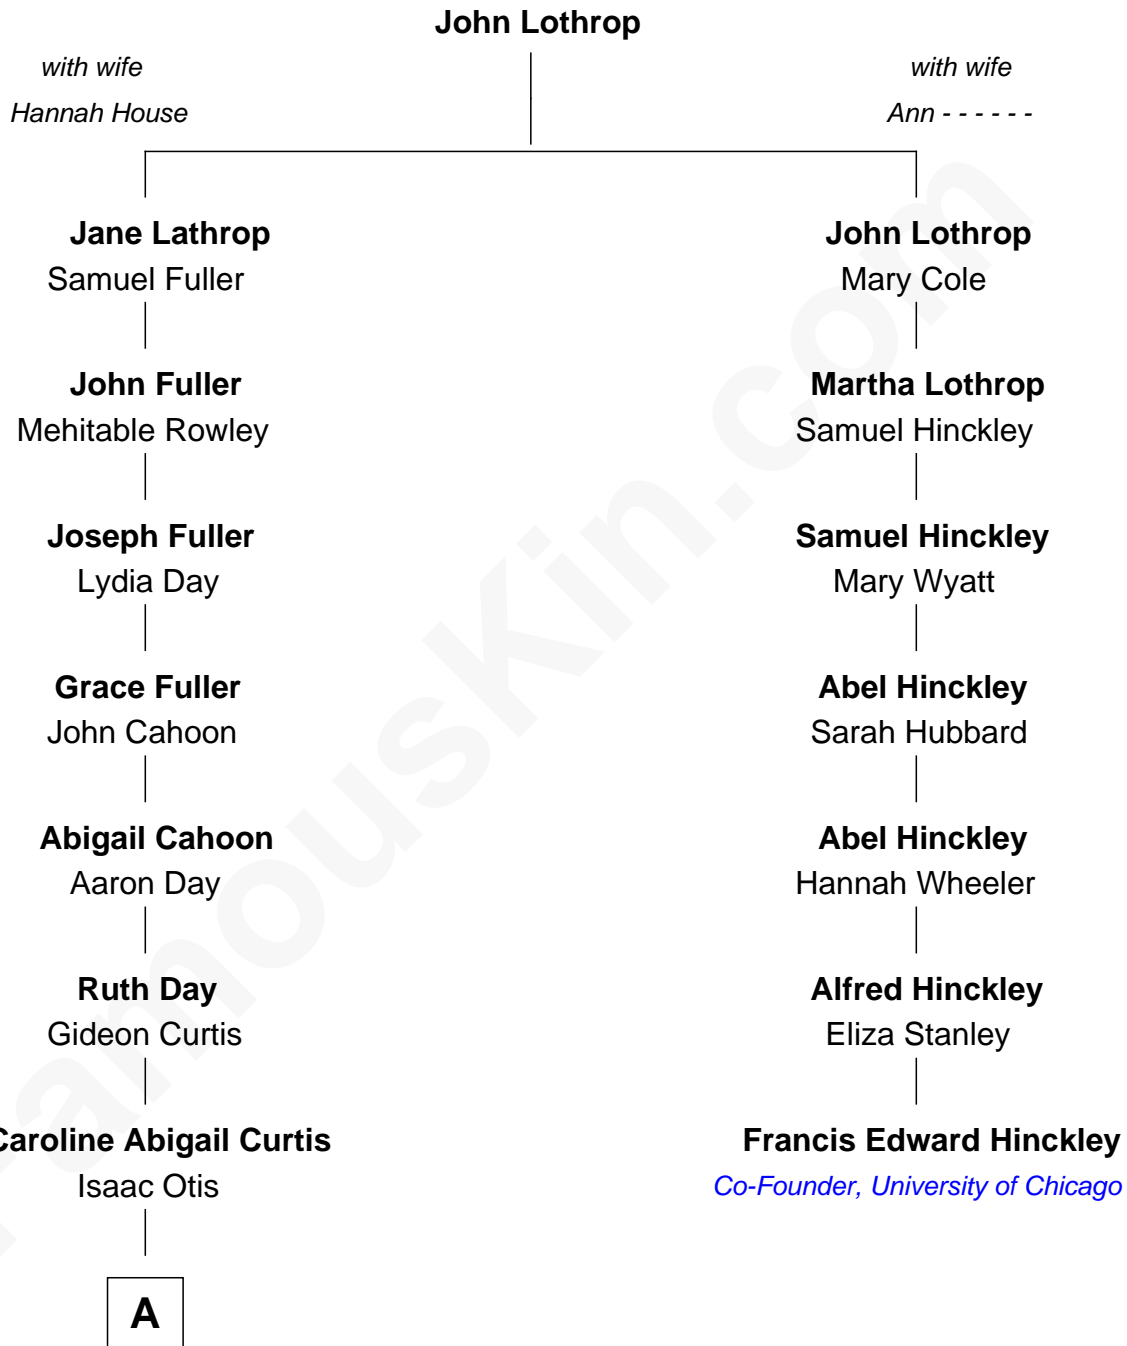 John Lothrop
with wife
Hannah House
with wife
Ann - - - - - -
Jane Lathrop
Samuel Fuller
John Lothrop
Mary Cole
John Fuller
Mehitable Rowley
Martha Lothrop
Samuel Hinckley
Joseph Fuller
Lydia Day
Samuel Hinckley
Mary Wyatt
Grace Fuller
John Cahoon
Abel Hinckley
Sarah Hubbard
Abigail Cahoon
Aaron Day
Abel Hinckley
Hannah Wheeler
Ruth Day
Gideon Curtis
Alfred Hinckley
Eliza Stanley
Caroline Abigail Curtis
Isaac Otis
Francis Edward Hinckley
Co-Founder, University of Chicago
A
FamousKin.com